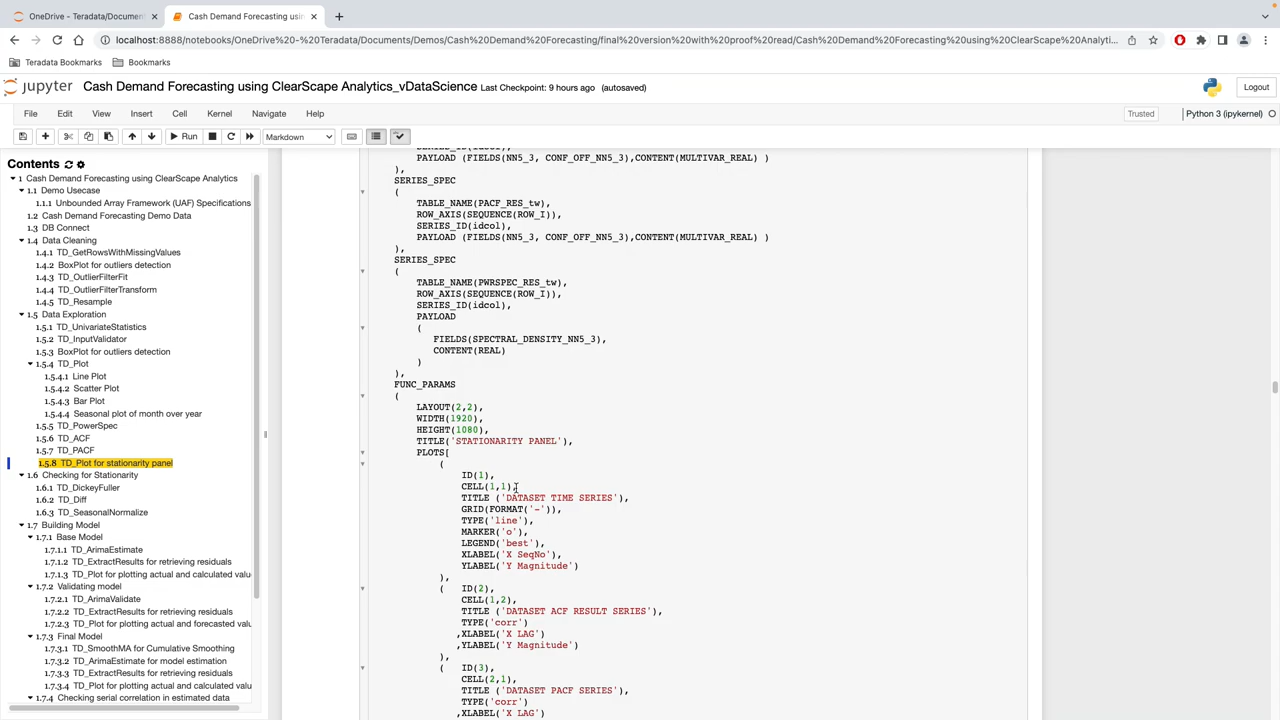 OneDrive - Teradata/Document
Cash Demand Forecasting usin
localhost:8888/notebooks/OneDrive%20-%20Teradata/Documents/Demos/Cash%20Demand%20Forecasting/final%20version%20with%20proof%20read/Cash%20Demand%20Forecasting%20using%20ClearScape%20Analyti...
Teradata Bookmarks
Bookmarks
jupyter Cash Demand Forecasting using ClearScape Analytics_vDataScience Last Checkpoint: 9 hours ago (autosaved)
Logout
File Edit View Insert Cell Kernel Navigate Help
Trusted
Python 3 (ipykernel)
Run
Markdown
Contents
1 Cash Demand Forecasting using ClearScape Analytics
1.1 Demo Usecase
1.1.1 Unbounded Array Framework (UAF) Specifications
1.2 Cash Demand Forecasting Demo Data
1.3 DB Connect
1.4 Data Cleaning
1.4.1 TD_GetRowsWithMissingValues
1.4.2 BoxPlot for outliers detection
1.4.3 TD_OutlierFilterFit
1.4.4 TD_OutlierFilterTransform
1.4.5 TD_Resample
1.5 Data Exploration
1.5.1 TD_UnivariateStatistics
1.5.2 TD_InputValidator
1.5.3 BoxPlot for outliers detection
1.5.4 TD_Plot
1.5.4.1 Line Plot
1.5.4.2 Scatter Plot
1.5.4.3 Bar Plot
1.5.4.4 Seasonal plot of month over year
1.5.5 TD_PowerSpec
1.5.6 TD_ACF
1.5.7 TD_PACF
1.5.8 TD_Plot for stationarity panel
1.6 Checking for Stationarity
1.6.1 TD_DickeyFuller
1.6.2 TD_Diff
1.6.3 TD_SeasonalNormalize
1.7 Building Model
1.7.1 Base Model
1.7.1.1 TD_ArimaEstimate
1.7.1.2 TD_ExtractResults for retrieving residuals
1.7.1.3 TD_Plot for plotting actual and calculated valu
1.7.2 Validating model
1.7.2.1 TD_ArimaValidate
1.7.2.2 TD_ExtractResults for retrieving residuals
1.7.2.3 TD_Plot for plotting actual and forecasted valu
1.7.3 Final Model
1.7.3.1 TD_SmoothMA for Cumulative Smoothing
1.7.3.2 TD_ArimaEstimate for model estimation
1.7.3.3 TD_ExtractResults for retrieving residuals
1.7.3.4 TD_Plot for plotting actual and calculated valu
1.7.4 Checking serial correlation in estimated data
SERIES_ID(idcol),
PAYLOAD (FIELDS(NN5_3, CONF_OFF_NN5_3),CONTENT(MULTIVAR_REAL) )
),
SERIES_SPEC
(
TABLE_NAME(PACF_RES_tw),
ROW_AXIS(SEQUENCE(ROW_I)),
SERIES_ID(idcol),
PAYLOAD (FIELDS(NN5_3, CONF_OFF_NN5_3),CONTENT(MULTIVAR_REAL) )
),
SERIES_SPEC
(
TABLE_NAME(PWRSPEC_RES_tw),
ROW_AXIS(SEQUENCE(ROW_I)),
SERIES_ID(idcol),
PAYLOAD
(
FIELDS(SPECTRAL_DENSITY_NN5_3),
CONTENT(REAL)
)
),
FUNC_PARAMS
(
LAYOUT(2,2),
WIDTH(1920),
HEIGHT(1080),
TITLE('STATIONARITY PANEL'),
PLOTS[
(
ID(1),
CELL(1,1),
TITLE ('DATASET TIME SERIES'),
GRID(FORMAT('-')),
TYPE('line'),
MARKER('o'),
LEGEND('best'),
XLABEL('X SeqNo'),
YLABEL('Y Magnitude')
),
( ID(2),
CELL(1,2),
TITLE ('DATASET ACF RESULT SERIES'),
TYPE('corr')
,XLABEL('X LAG')
,YLABEL('Y Magnitude')
),
( ID(3),
CELL(2,1),
TITLE ('DATASET PACF SERIES'),
TYPE('corr')
,XLABEL('X LAG')